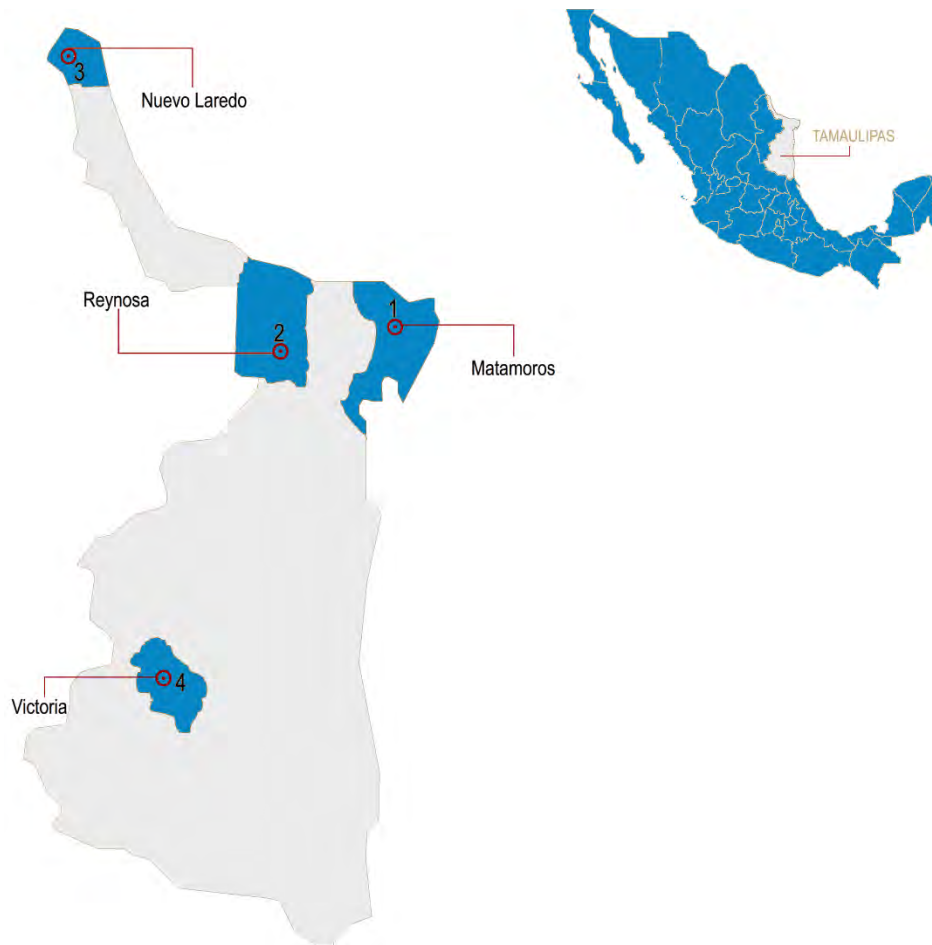 3
Nuevo Laredo
TAMAULIPAS
Reynosa
1
2
Matamoros
4
Victoria